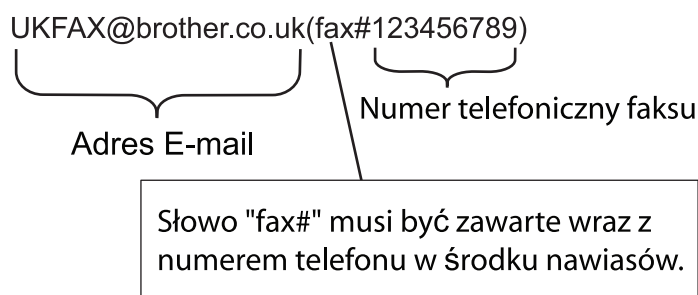 UKFAX@brother.co.uk(fax#123456789)
Numer telefoniczny faksu
Adres E-mail
Słowo "fax#" musi być zawarte wraz z
numerem telefonu w środku nawiasów.